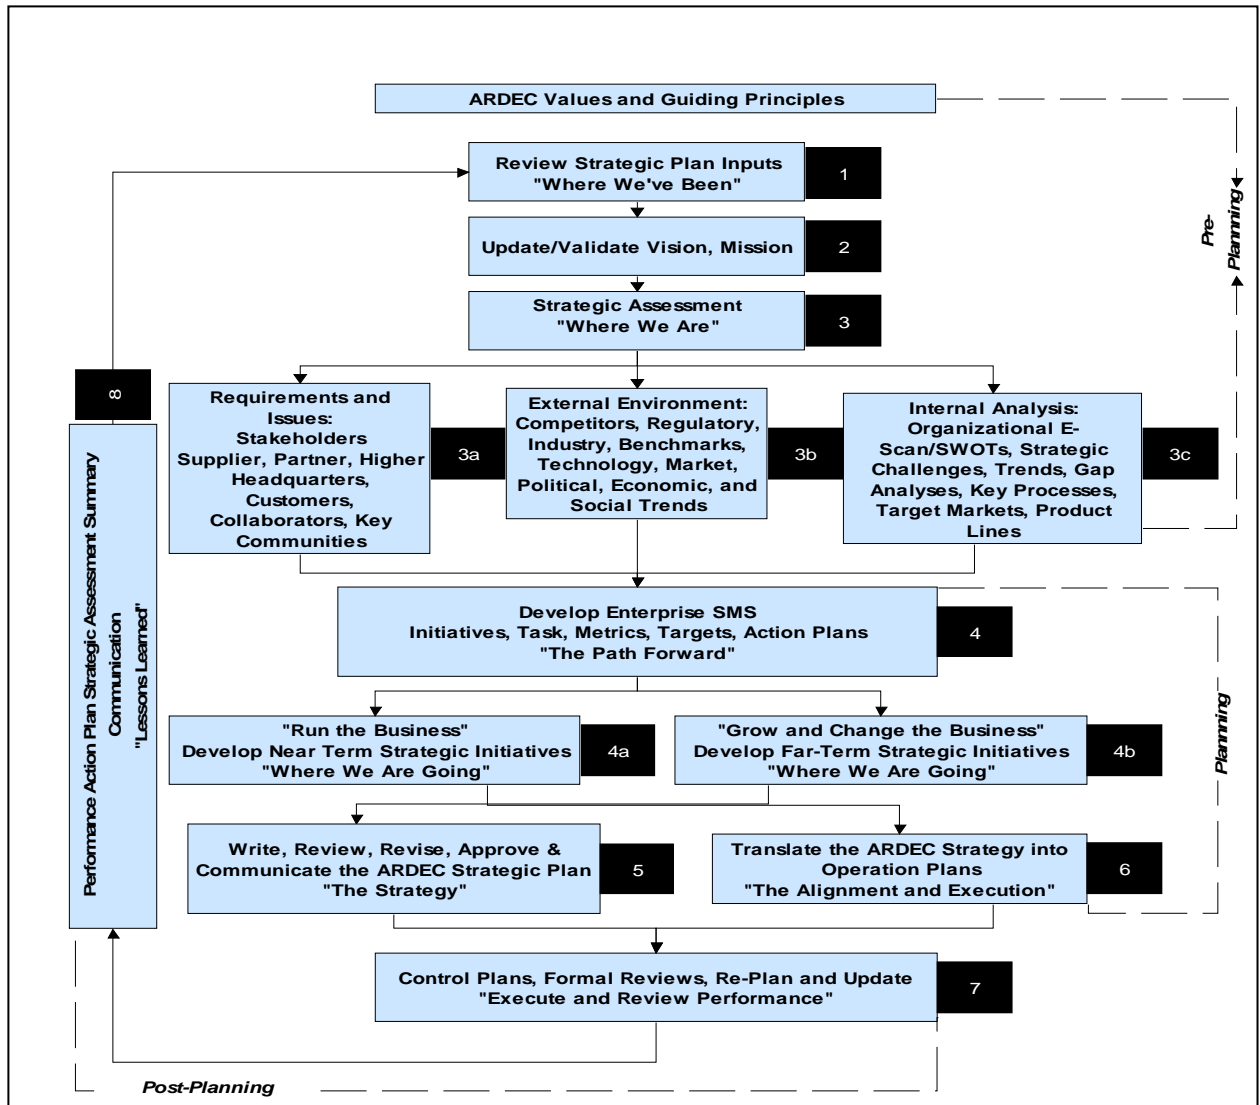 ARDEC Values and Guiding Principles
Review Strategic Plan Inputs
"Where We've Been"
1
Update/Validate Vision, Mission
2
Strategic Assessment
"Where We Are"
3
Pre-
Plannning
8
Requirements and
Issues:
Stakeholders
Supplier, Partner, Higher
Headquarters,
Customers,
Collaborators, Key
Communities
3a
External Environment:
Competitors, Regulatory,
Industry, Benchmarks,
Technology, Market,
Political, Economic, and
Social Trends
3b
Internal Analysis:
Organizational E-
Scan/SWOTs, Strategic
Challenges, Trends, Gap
Analyses, Key Processes,
Target Markets, Product
Lines
3c
Performance Action Plan Strategic Assessment Summary
Communication
"Lessons Learned"
Develop Enterprise SMS
Initiatives, Task, Metrics, Targets, Action Plans
"The Path Forward"
4
"Run the Business"
Develop Near Term Strategic Initiatives
"Where We Are Going"
4a
"Grow and Change the Business"
Develop Far-Term Strategic Initiatives
"Where We Are Going"
4b
Plannning
Write, Review, Revise, Approve &
Communicate the ARDEC Strategic Plan
"The Strategy"
5
Translate the ARDEC Strategy into
Operation Plans
"The Alignment and Execution"
6
Control Plans, Formal Reviews, Re-Plan and Update
"Execute and Review Performance"
7
Post-Planning